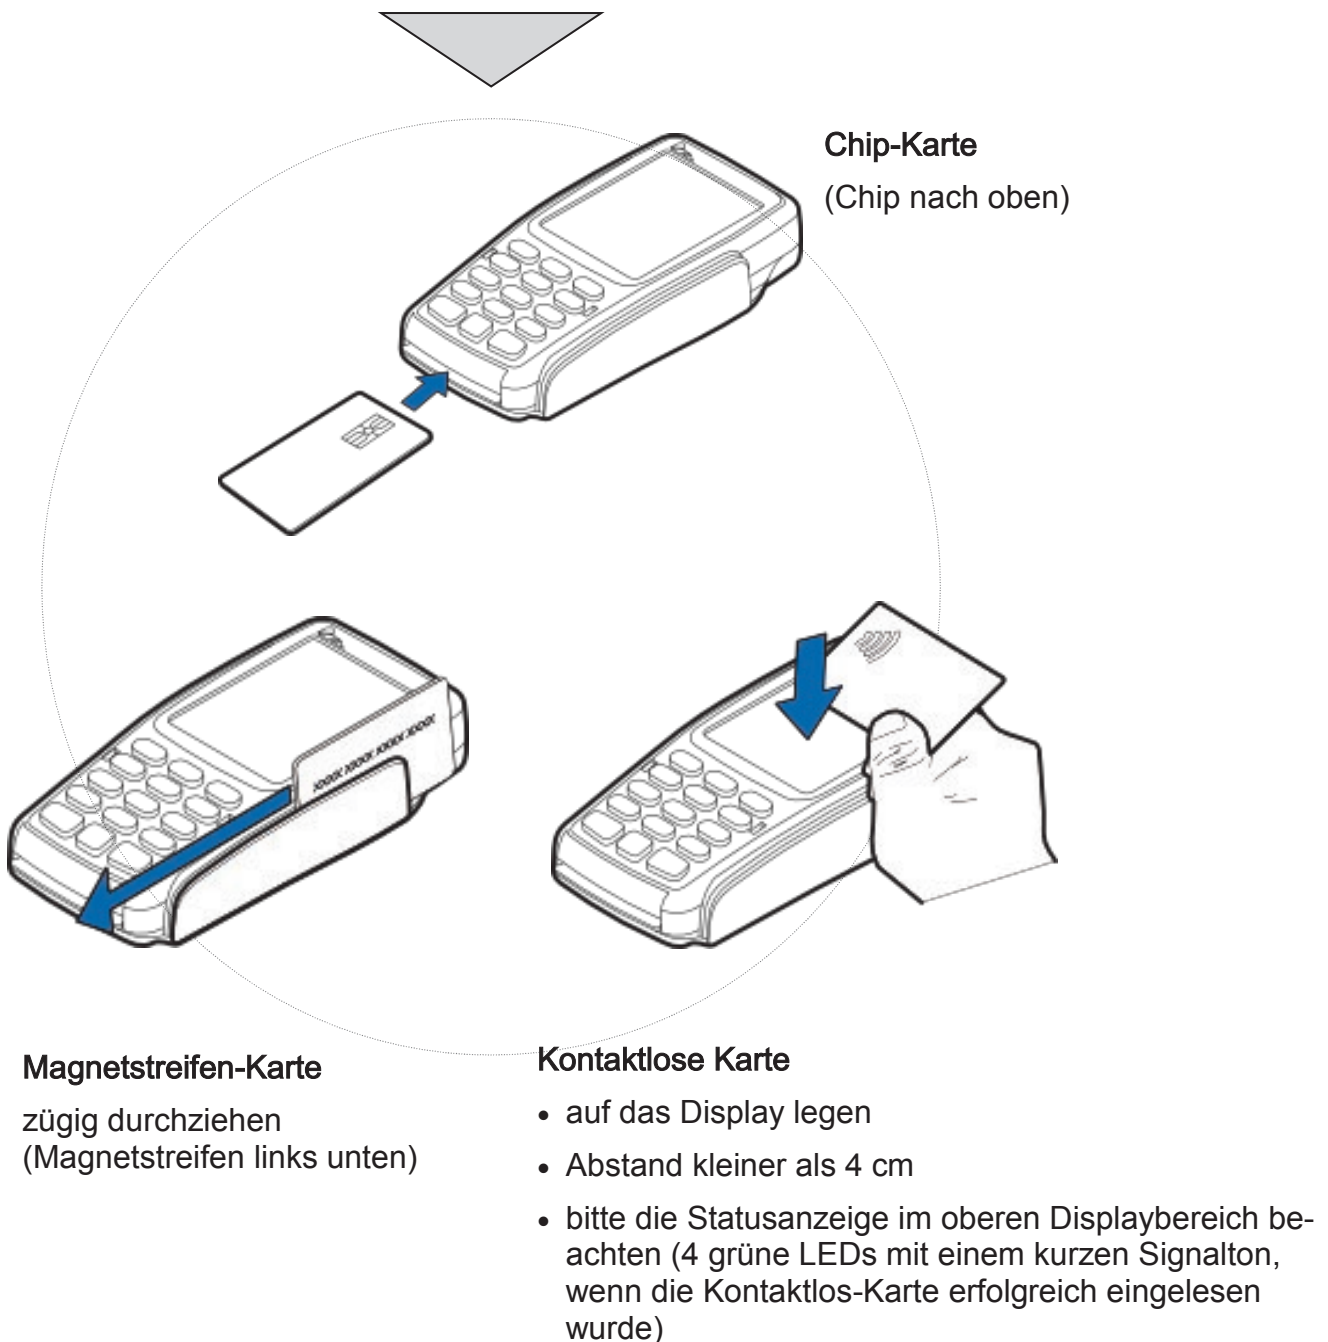 Chip-Karte
(Chip nach oben)
XXXX XXXX XXXX XXXX
Magnetstreifen-Karte
zügig durchziehen
(Magnetstreifen links unten)
Kontaktlose Karte
• auf das Display legen
• Abstand kleiner als 4 cm
• bitte die Statusanzeige im oberen Displaybereich be-
achten (4 grüne LEDs mit einem kurzen Signalton,
wenn die Kontaktlos-Karte erfolgreich eingelesen
wurde)